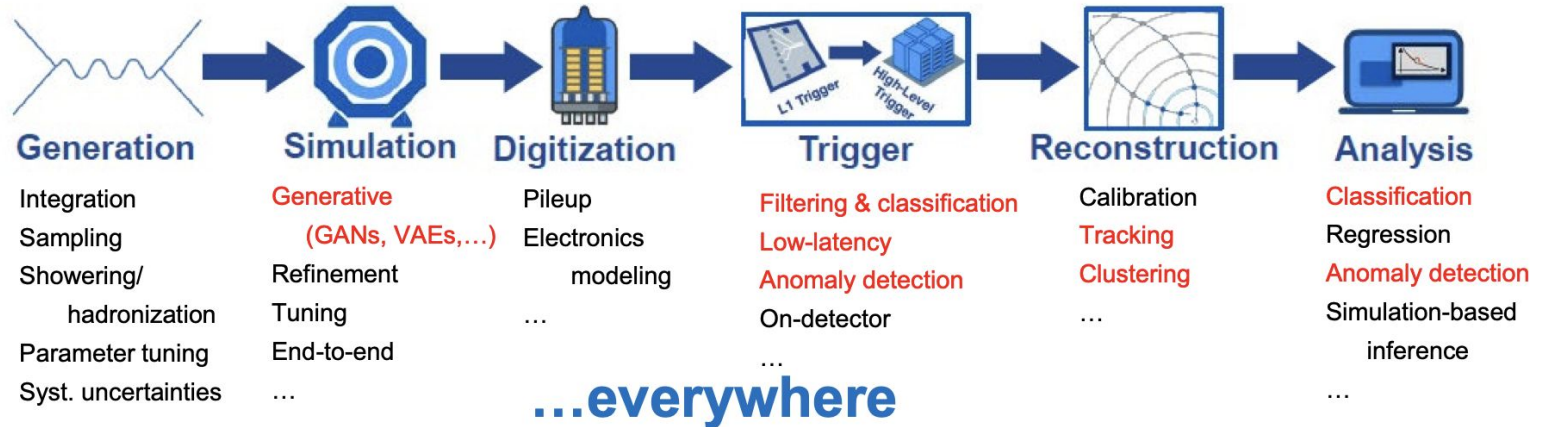 L1 Trigger
High-Level
Trigger
Generation
Simulation
Digitization
Trigger
Reconstruction
Analysis
Integration
Sampling
Showering/
hadronization
Parameter tuning
Syst. uncertainties
Generative
(GANs, VAEs,…)
Refinement
Tuning
End-to-end
…
Pileup
Electronics
modeling
…
Filtering & classification
Low-latency
Anomaly detection
On-detector
…
Calibration
Tracking
Clustering
…
Classification
Regression
Anomaly detection
Simulation-based
inference
…
…everywhere